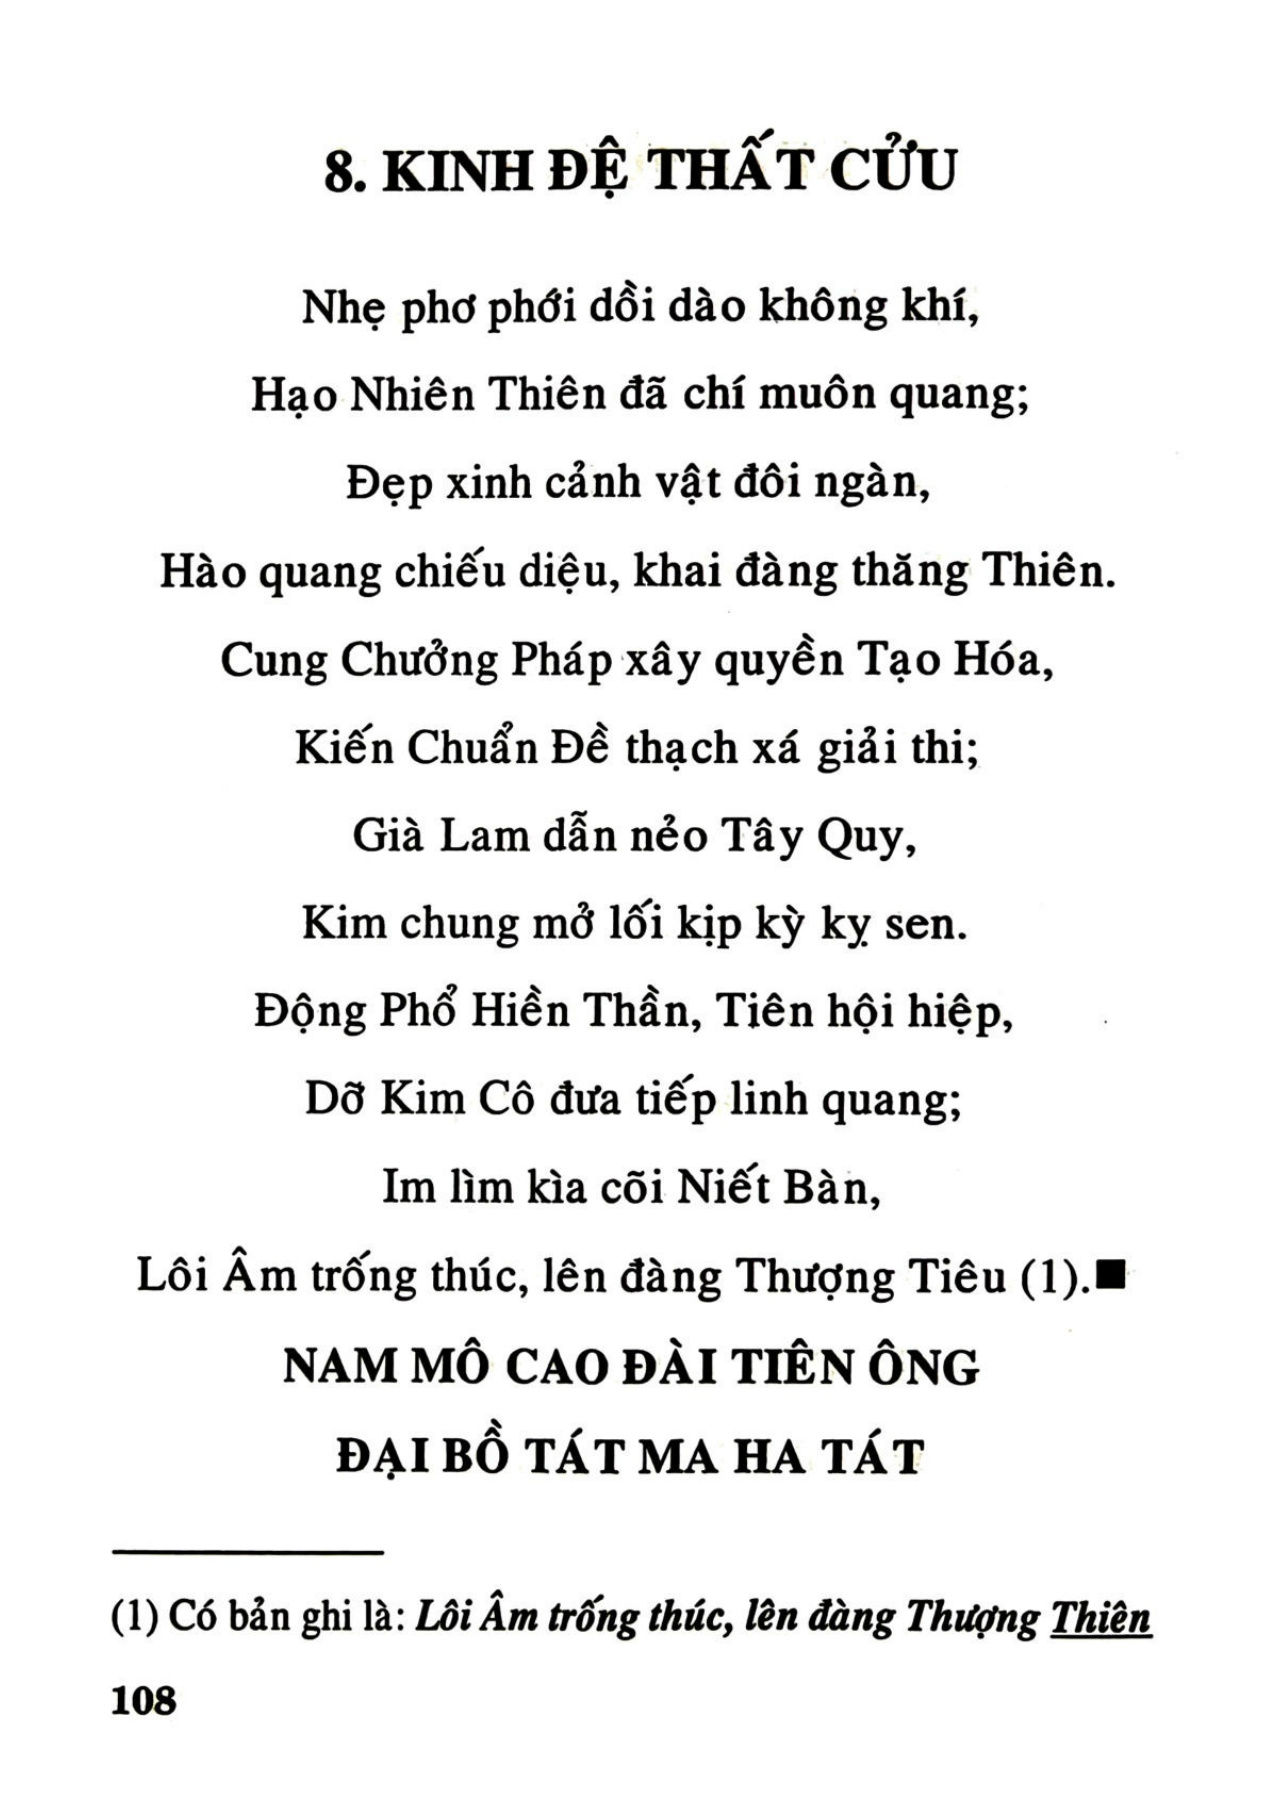 8. KINH ĐỆ THẤT CỬU
Nhẹ phơ phới dồi dào không khí,
Hạo Nhiên Thiên đã chí muôn quang;
Đẹp xinh cảnh vật đôi ngàn,
Hào quang chiếu diệu, khai đàng thăng Thiên.
Cung Chưởng Pháp xây quyền Tạo Hóa,
Kiến Chuẩn Đề thạch xá giải thi;
Già Lam dẫn nẻo Tây Quy,
Kim chung mở lối kịp kỳ kỵ sen.
Động Phổ Hiền Thần, Tiên hội hiệp,
Dỡ Kim Cô đưa tiếp linh quang;
Im lìm kìa cõi Niết Bàn,
Lôi Âm trống thúc, lên đàng Thượng Tiêu (1).■
NAM MÔ CAO ĐÀI TIÊN ÔNG
ĐẠI BỒ TÁT MA HA TÁT
(1) Có bản ghi là: Lôi Âm trống thúc, lên đàng Thượng Thiên
108